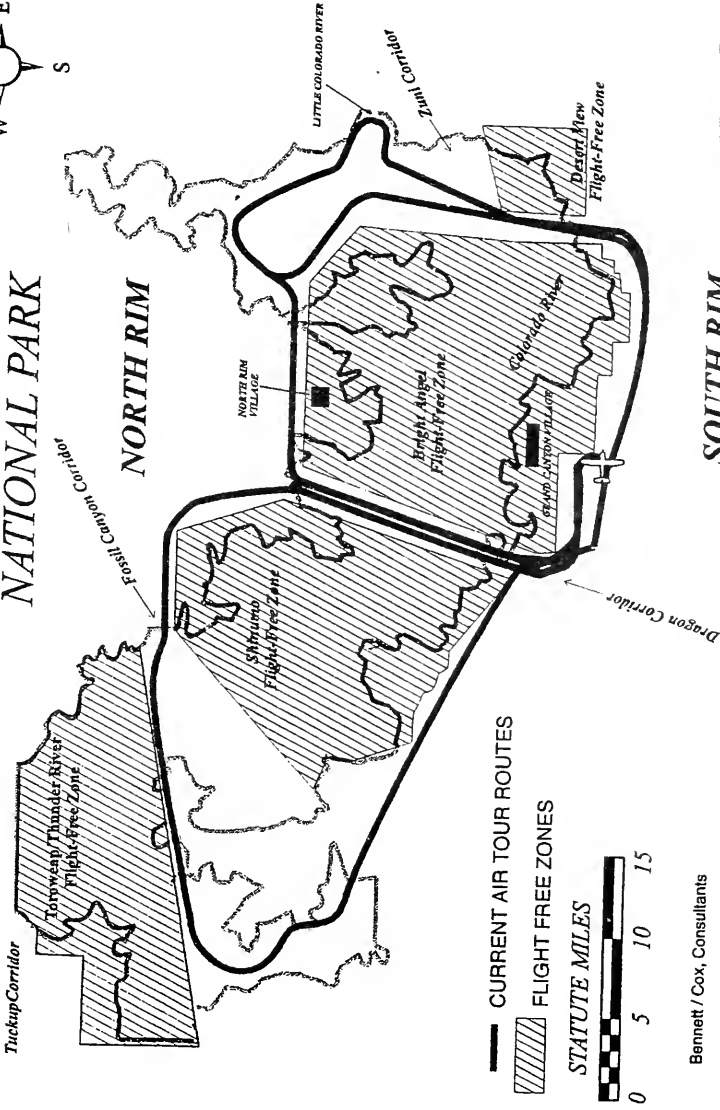 NATIONAL PARK
W
E
S
NORTH RIM
Fossil Canyon Corridor
TuckupCorridor
Toroweap/Thunder River
Flight-Free Zone
Shinumo
Flight-Free Zone
NORTH RIM
VILLAGE
Bright Angel
Flight-Free Zone
Colorado River
GRAND CANYON VILLAGE
LITTLE COLORADO RIVER
Zuni Corridor
Desert View
Flight-Free Zone
Dragon Corridor
SOUTH RIM
CURRENT AIR TOUR ROUTES
FLIGHT FREE ZONES
STATUTE MILES
0 5 10 15
Bennett / Cox, Consultants